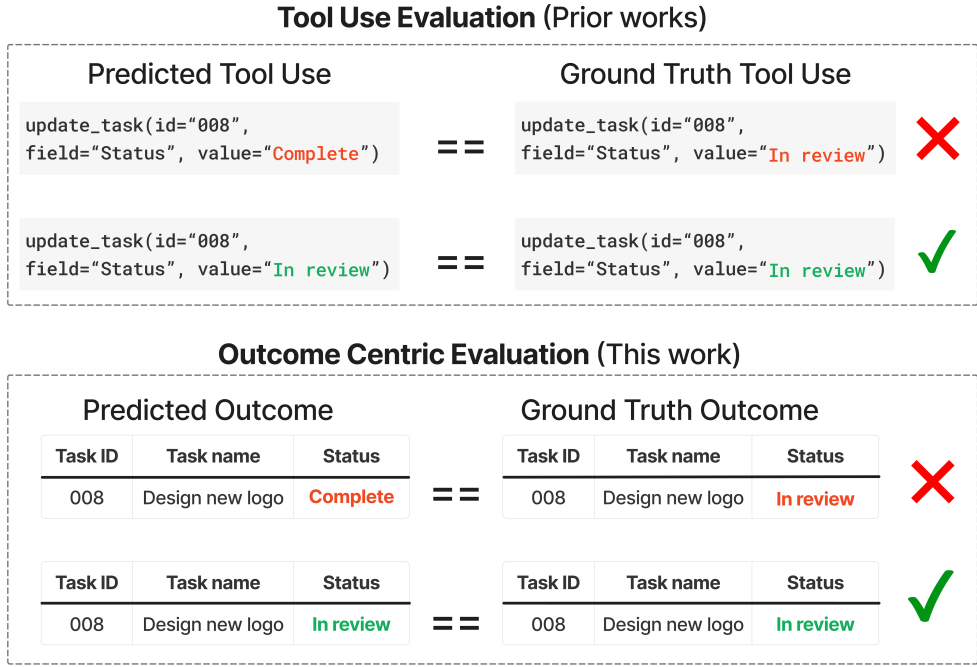 Tool Use Evaluation (Prior works)
Predicted Tool Use
Ground Truth Tool Use
update_task(id=“008”,
field=“Status”, value=“Complete”)
==
update_task(id=“008”,
field=“Status”, value=“In review”)
update_task(id=“008”,
field=“Status”, value=“In review”)
==
update_task(id=“008”,
field=“Status”, value=“In review”)
Outcome Centric Evaluation (This work)
Predicted Outcome
Ground Truth Outcome
Task ID Task name Status
008 Design new logo Complete
==
Task ID Task name Status
008 Design new logo In review
Task ID Task name Status
008 Design new logo In review
==
Task ID Task name Status
008 Design new logo In review